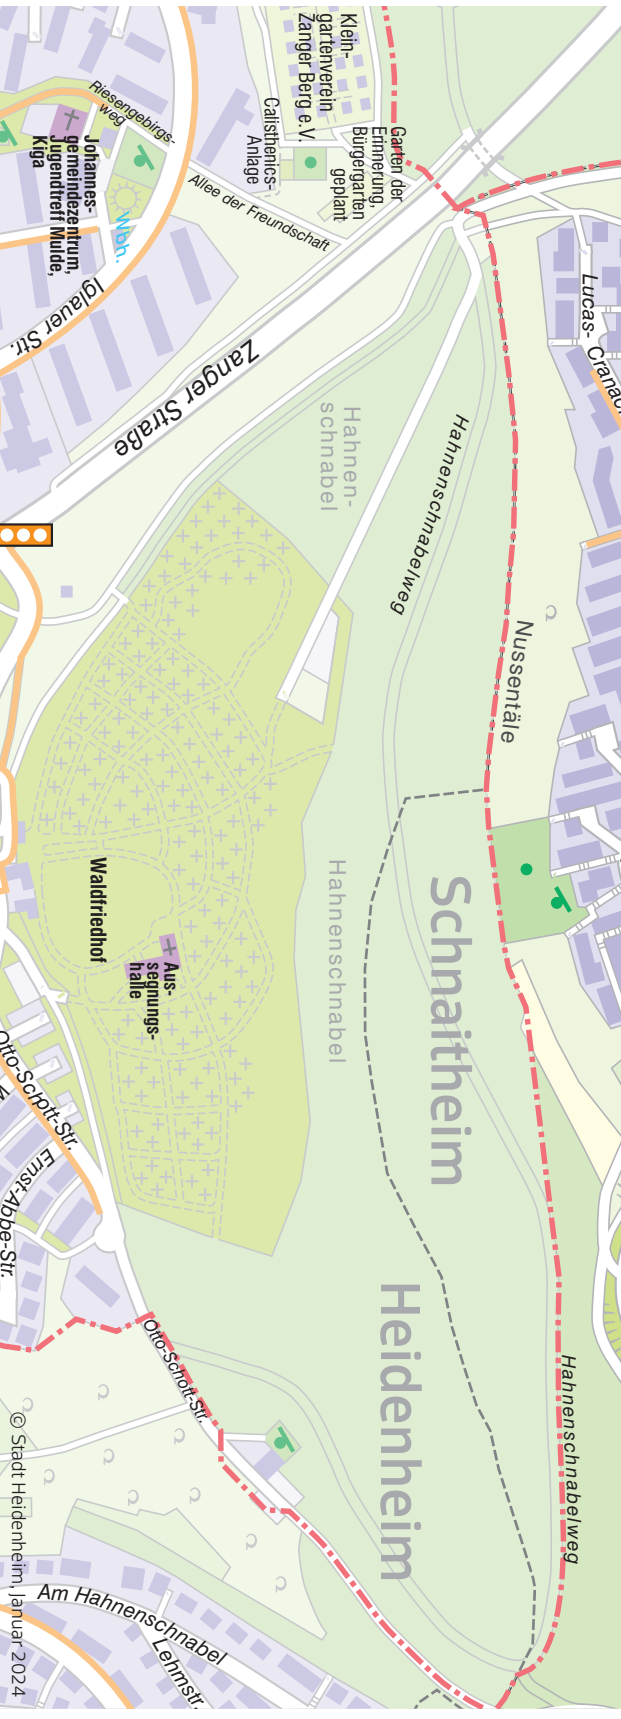 Klein-
gartenverein
Zanger Berg e.V.
Calisthenics-
Anlage
Garten der
Erinnerung,
Bürgergarten
geplant
Riesengebirgs-
weg
Johannes-
gemeindezentrum,
Jugendtreff Mulde,
Kiga
Wbh.
Allee der Freundschaft
Iglauer Str.
Zanger Straße
Lucas-
Hahnen-
schnabel
Hahnenschnabelweg
Nussentäle
Hahnenschnabel
Waldfriedhof
Aus-
segnungs-
halle
Schnaitheim
Heidenheim
Otto-Schott-Str.
Ernst-Abbe-Str.
Otto-Schott-Str.
Hahnenschnabelweg
Am Hahnenschnabel
Lehmstr.
© Stadt Heidenheim, Januar 2024